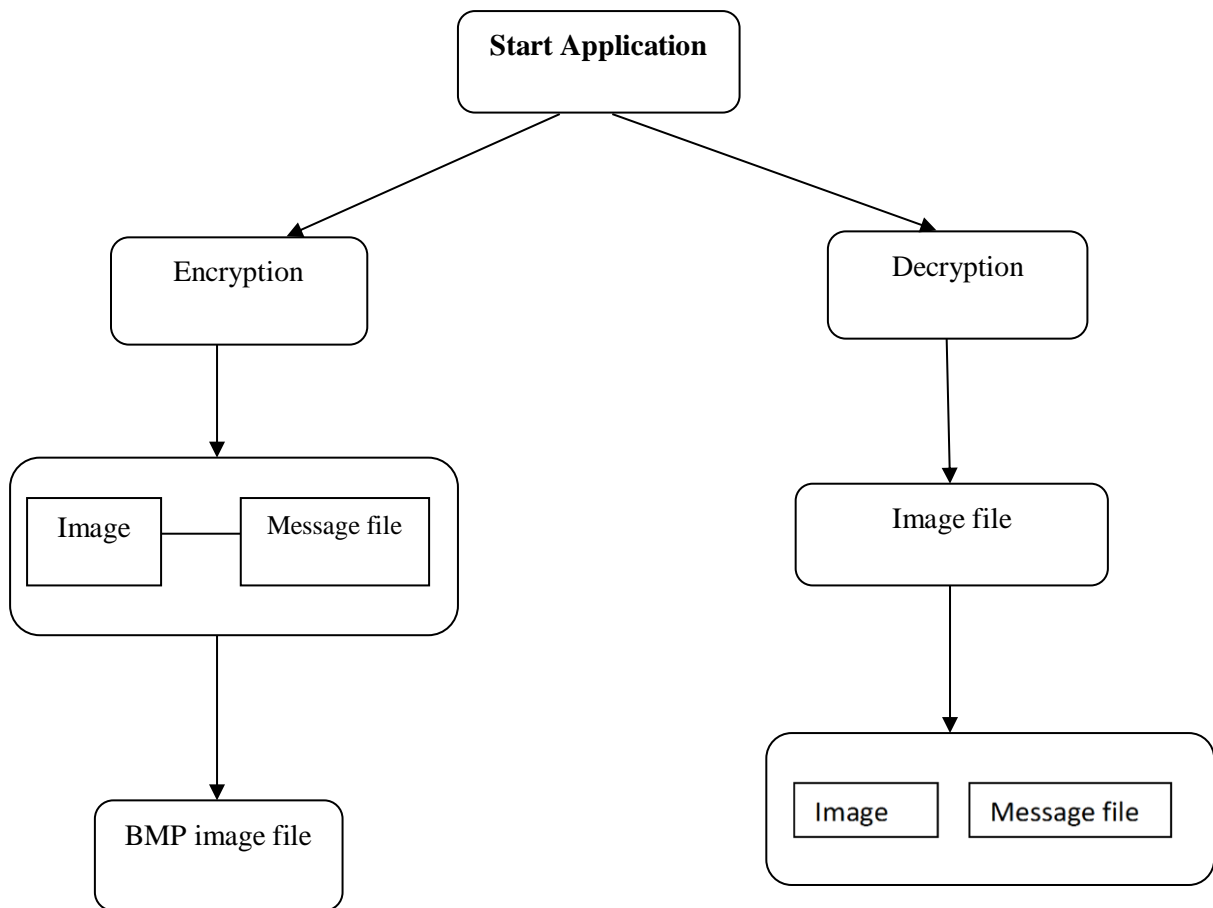 Start Application
Encryption
Decryption
Image
Message file
Image file
BMP image file
Image
Message file